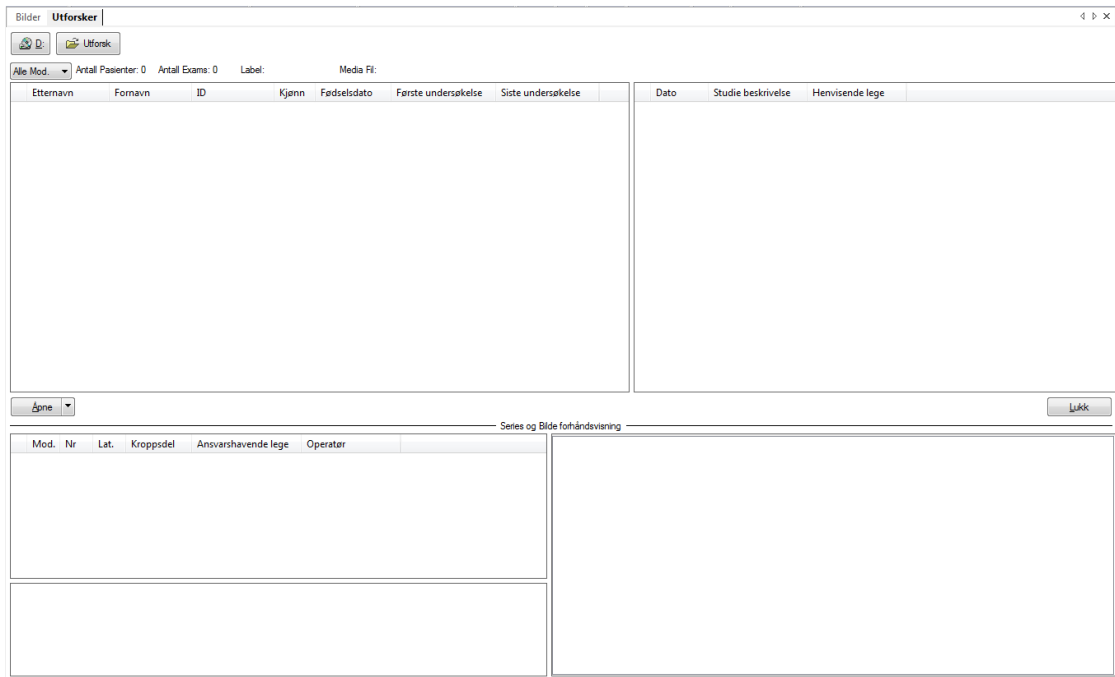 Bilder Utforsker
D: Utforsk
Alle Mod. Antall Pasienter: 0 Antall Exams: 0 Label: Media Fil:
Etternavn Fornavn ID Kjønn Fødselsdato Første undersøkelse Siste undersøkelse
Dato Studie beskrivelse Henvisende lege
Åpne Lukk
Series og Bilde forhåndsvisning
Mod. Nr Lat. Kroppsdel Ansvarshavende lege Operatør